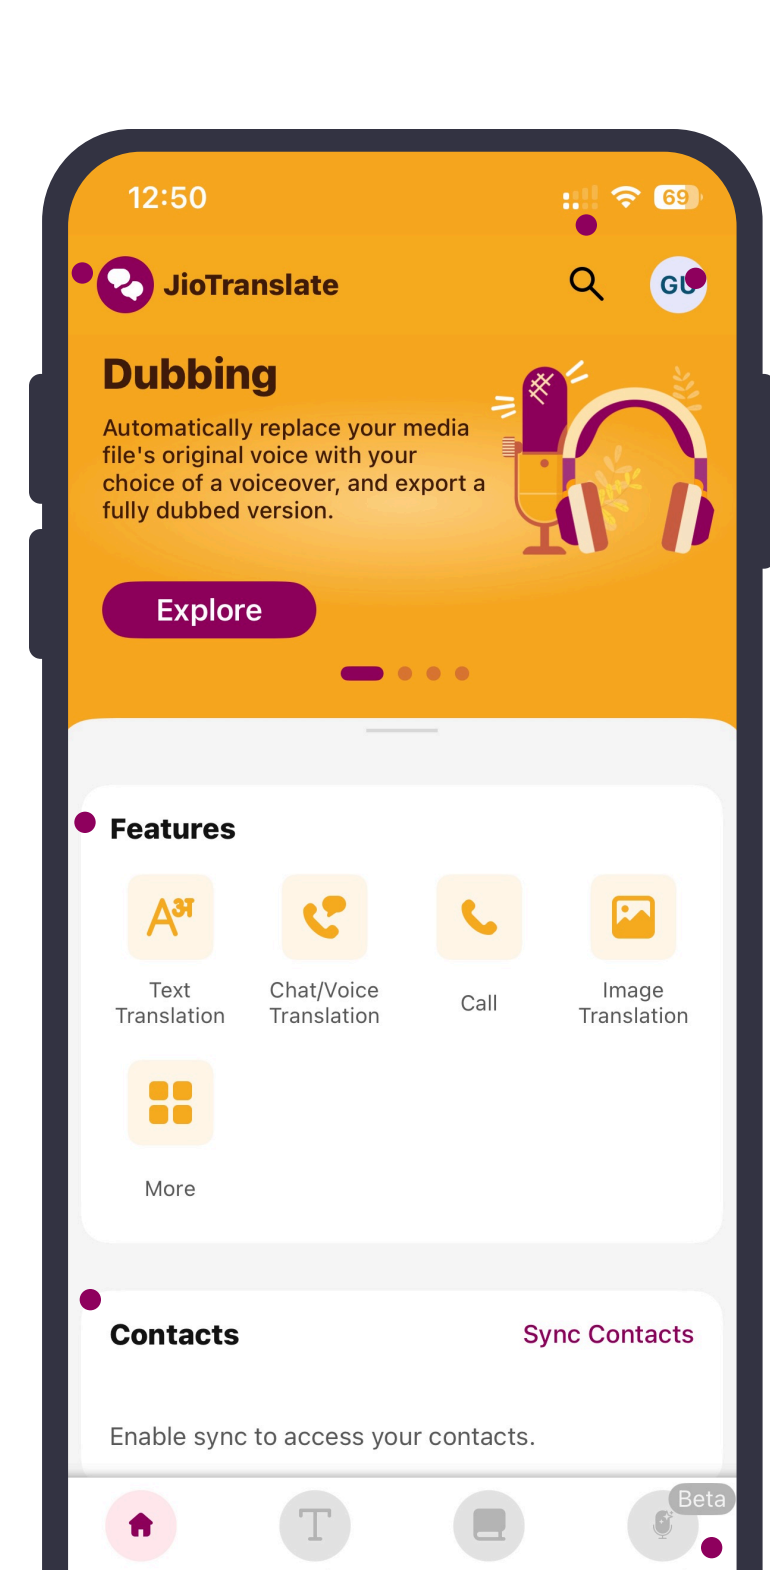 12:50
69
JioTranslate
GU
Dubbing
Automatically replace your media
file's original voice with your
choice of a voiceover, and export a
fully dubbed version.
Explore
Features
A अ
Text
Translation
Chat/Voice
Translation
Call
Image
Translation
More
Contacts
Sync Contacts
Enable sync to access your contacts.
Beta
T